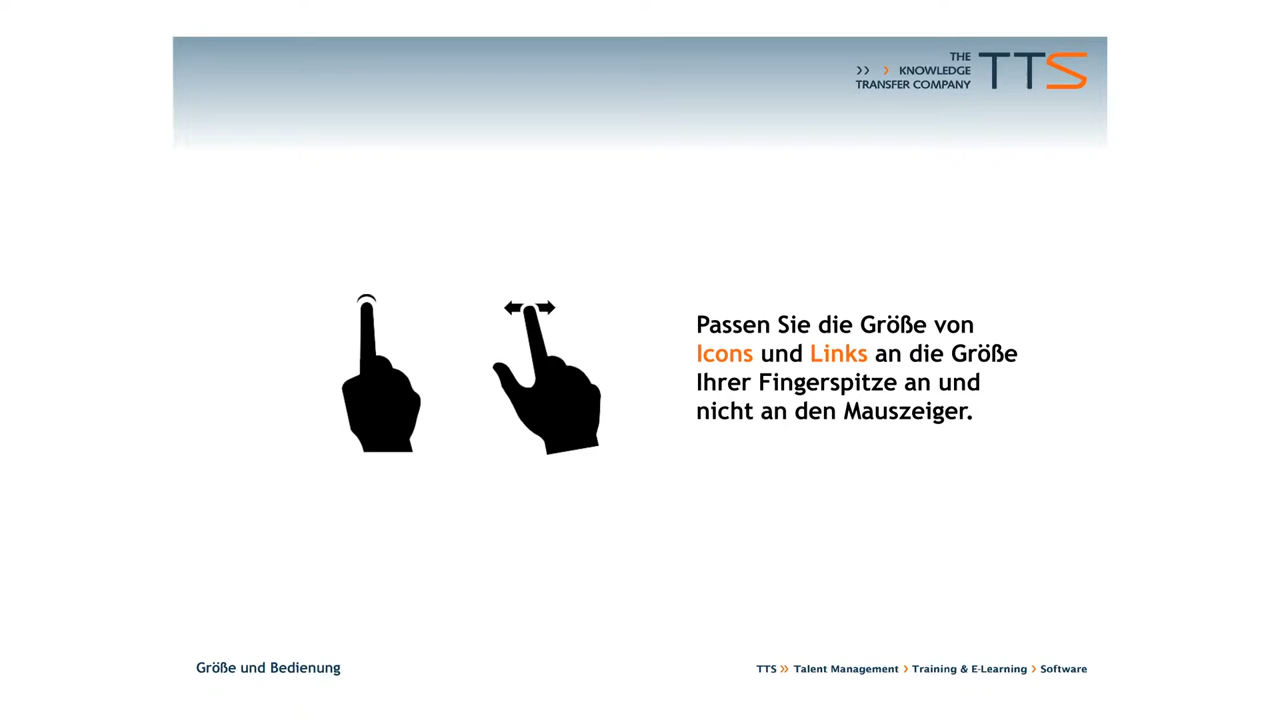 THE
›› › KNOWLEDGE
TRANSFER COMPANY
TTS
Passen Sie die Größe von
Icons und Links an die Größe
Ihrer Fingerspitze an und
nicht an den Mauszeiger.
Größe und Bedienung
TTS ›› Talent Management › Training & E-Learning › Software